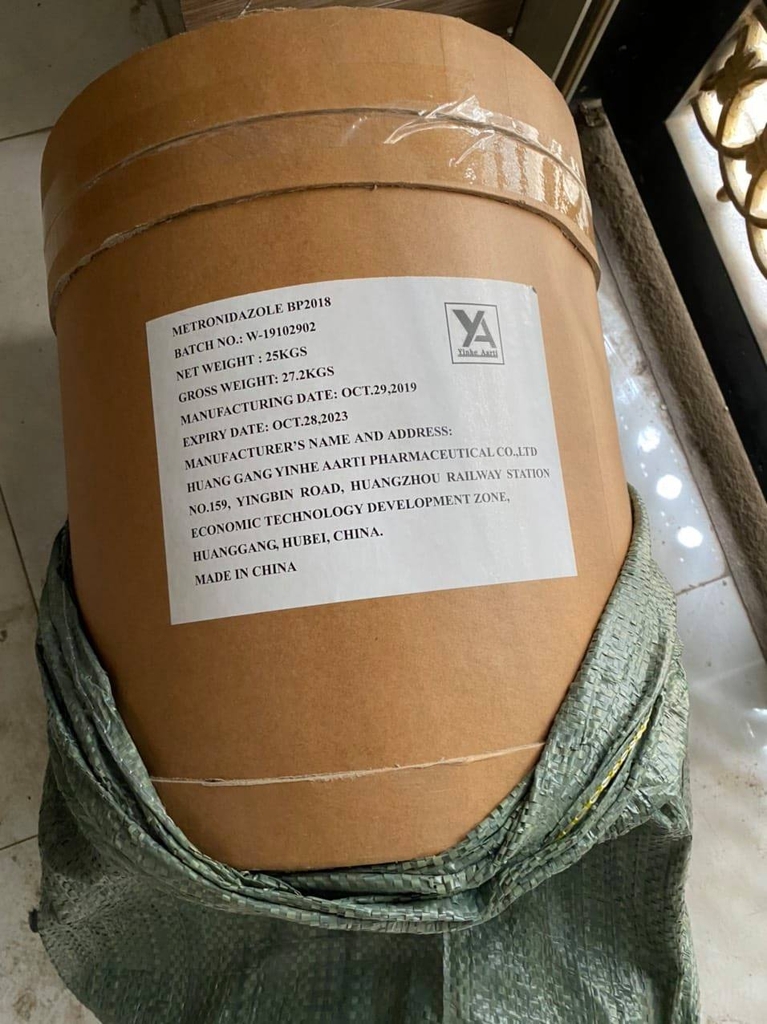 METRONIDAZOLE BP2018
BATCH NO.: W-19102902
NET WEIGHT : 25KGS
GROSS WEIGHT: 27.2KGS
MANUFACTURING DATE: OCT.29,2019
EXPIRY DATE: OCT.28,2023
MANUFACTURER'S NAME AND ADDRESS:
HUANG GANG YINHE AARTI PHARMACEUTICAL CO.,LTD
NO.159, YINGBIN ROAD, HUANGZHOU RAILWAY STATION
ECONOMIC TECHNOLOGY DEVELOPMENT ZONE,
HUANGGANG, HUBEI, CHINA.
MADE IN CHINA
YA
Yinhe Aarti